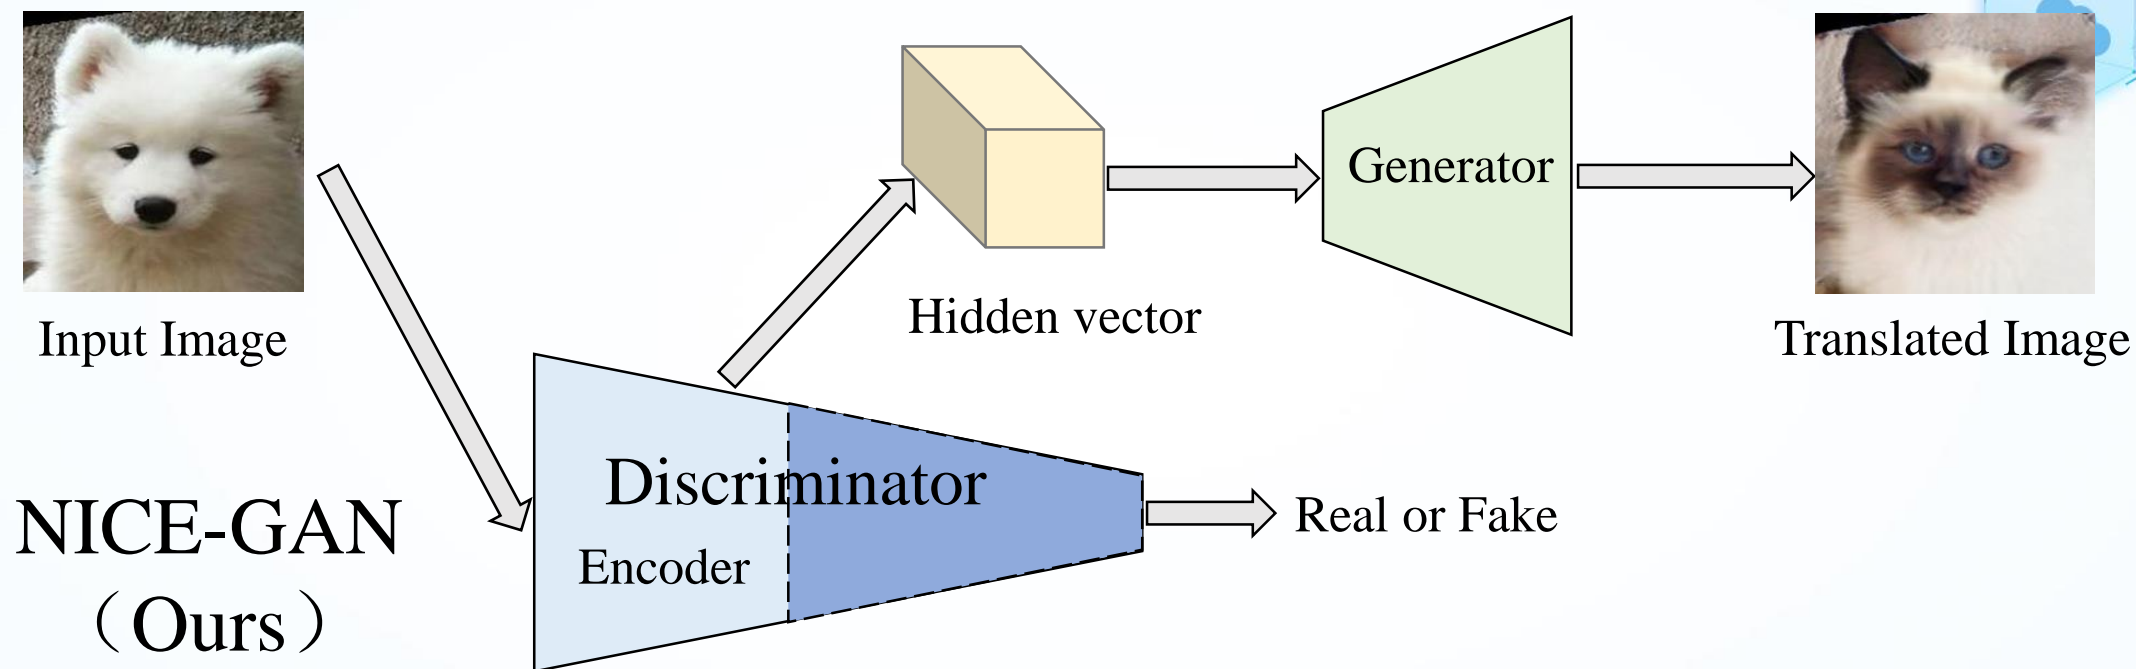 Input Image
Hidden vector
Generator
Translated Image
Discriminator
Encoder
Real or Fake
NICE-GAN
（Ours）